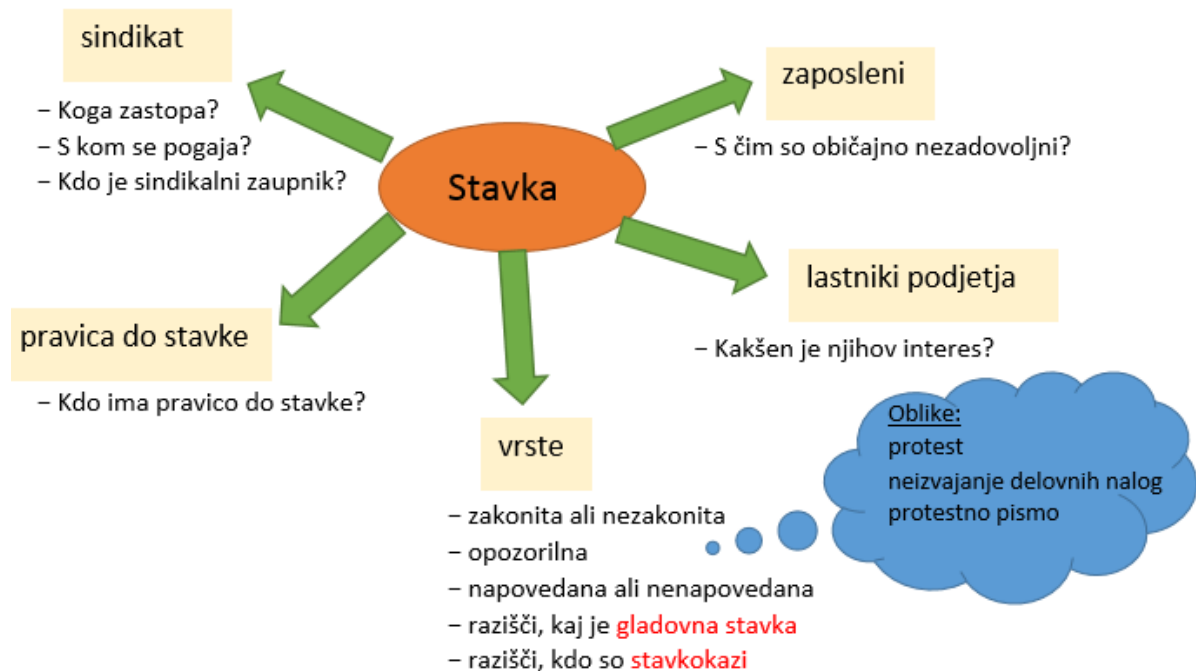 sindikat
– Koga zastopa?
– S kom se pogaja?
– Kdo je sindikalni zaupnik?
zaposleni
– S čim so običajno nezadovoljni?
Stavka
lastniki podjetja
– Kakšen je njihov interes?
pravica do stavke
– Kdo ima pravico do stavke?
vrste
– zakonita ali nezakonita
– opozorilna
– napovedana ali nenapovedana
– razišči, kaj je gladovna stavka
– razišči, kdo so stavkokazi
Oblike:
protest
neizvajanje delovnih nalog
protestno pismo